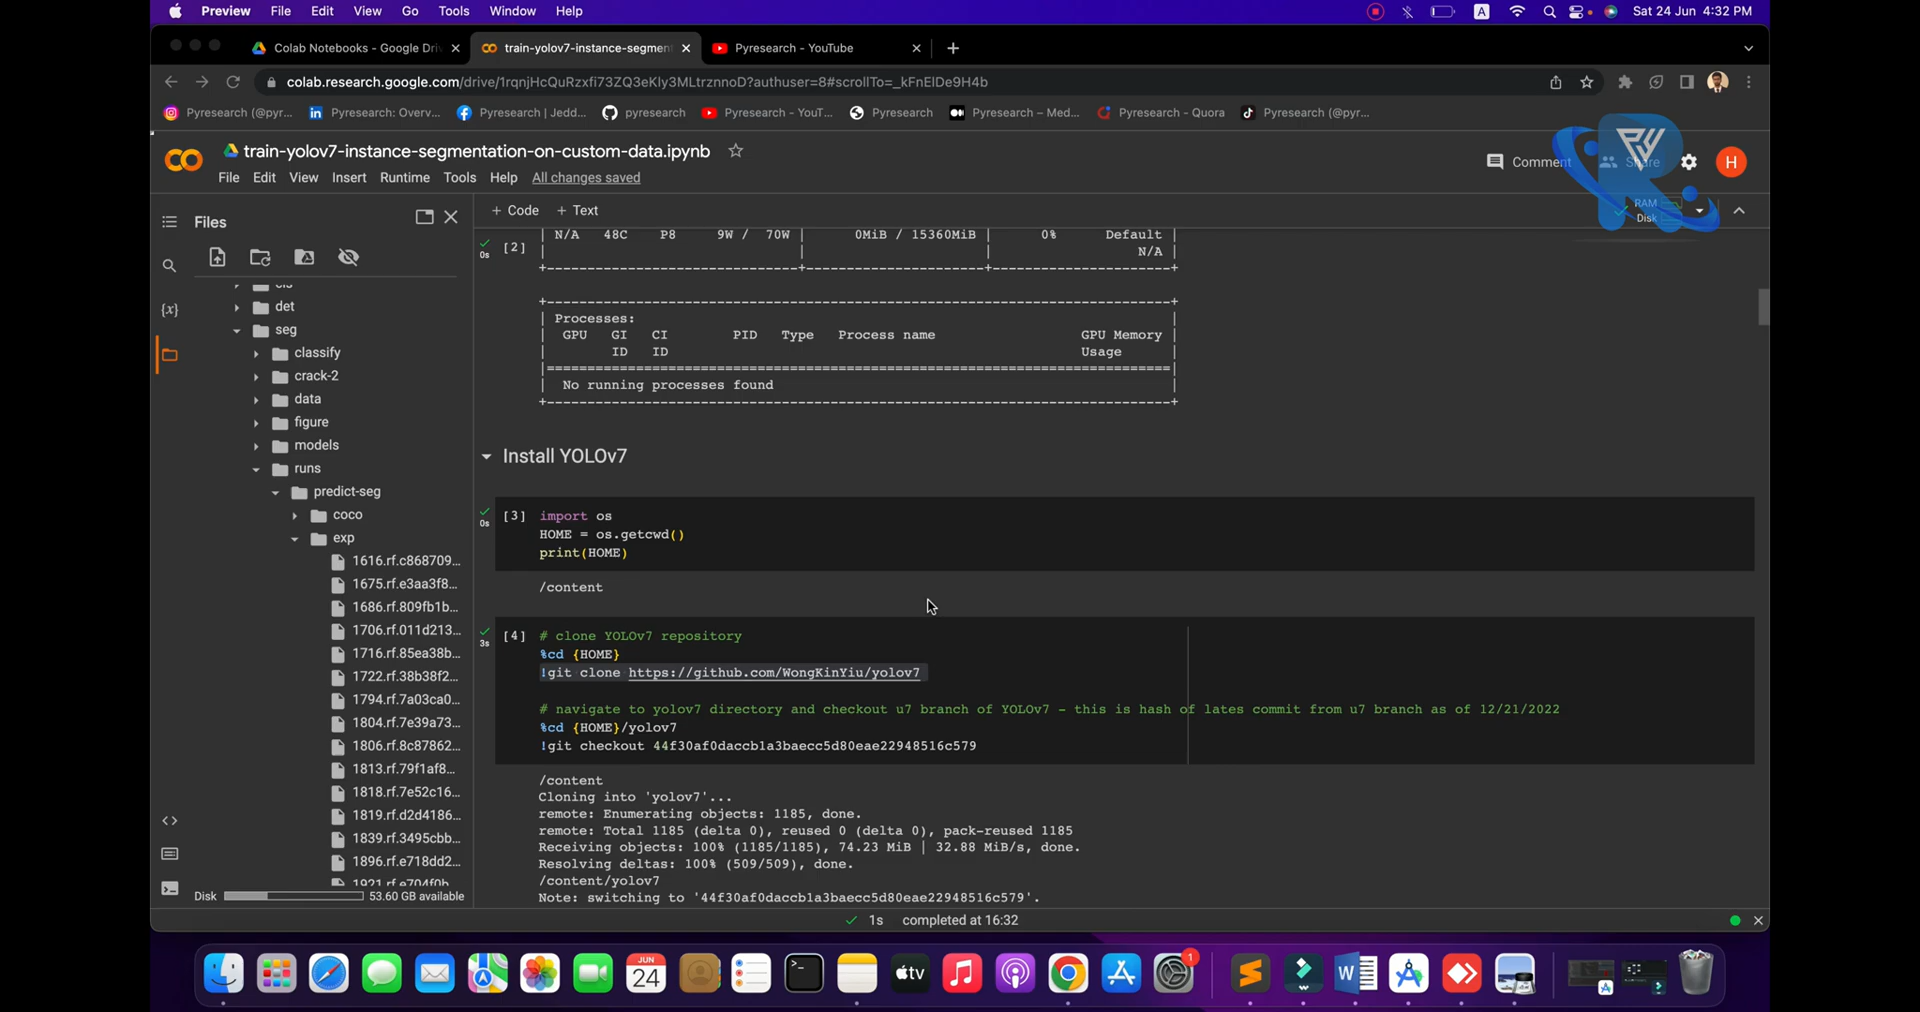 Preview File Edit View Go Tools Window Help A Sat 24 Jun 4:32 PM
Colab Notebooks - Google Dri train-yolov7-instance-segmen Pyresearch - YouTube
colab.research.google.com/drive/1rqnjHcQuRzxfi73ZQ3eKly3MLtrznnoD?authuser=8#scrollTo=_kFnElDe9H4b
Pyresearch (@pyr... Pyresearch: Overv... Pyresearch | Jedd... pyresearch Pyresearch - YouT... Pyresearch Pyresearch – Med... Pyresearch - Quora Pyresearch (@pyr...
train-yolov7-instance-segmentation-on-custom-data.ipynb
Comment Share H
File Edit View Insert Runtime Tools Help All changes saved
Files
+ Code + Text
RAM
Disk
[2]
| N/A 48C P8 9W / 70W | 0MiB / 15360MiB | 0% Default |
| | | N/A |
+-------------------------------+----------------------+----------------------+
0s
+-----------------------------------------------------------------------------+
| Processes: |
| GPU GI CI PID Type Process name GPU Memory |
| ID ID Usage |
|=============================================================================|
| No running processes found |
+-----------------------------------------------------------------------------+
{x}
det
seg
classify
crack-2
data
figure
models
runs
predict-seg
coco
exp
1616.rf.c868709...
1675.rf.e3aa3f8...
1686.rf.809fb1b...
1706.rf.011d213...
1716.rf.85ea38b...
1722.rf.38b38f2...
1794.rf.7a03ca0...
1804.rf.7e39a73...
1806.rf.8c87862...
1813.rf.79f1af8...
1818.rf.7e52c16...
1819.rf.d2d4186...
1839.rf.3495cbb...
1896.rf.e718dd2...
1921.rf.e704f0b
Disk 53.60 GB available
Install YOLOv7
[3] import os
0s
HOME = os.getcwd()
print(HOME)
/content
[4] # clone YOLOv7 repository
3s
%cd {HOME}
!git clone https://github.com/WongKinYiu/yolov7
# navigate to yolov7 directory and checkout u7 branch of YOLOv7 - this is hash of lates commit from u7 branch as of 12/21/2022
%cd {HOME}/yolov7
!git checkout 44f30af0daccb1a3baecc5d80eae22948516c579
/content
Cloning into 'yolov7'...
remote: Enumerating objects: 1185, done.
remote: Total 1185 (delta 0), reused 0 (delta 0), pack-reused 1185
Receiving objects: 100% (1185/1185), 74.23 MiB | 32.88 MiB/s, done.
Resolving deltas: 100% (509/509), done.
/content/yolov7
Note: switching to '44f30af0daccb1a3baecc5d80eae22948516c579'.
1s completed at 16:32
JUN
24
tv
1